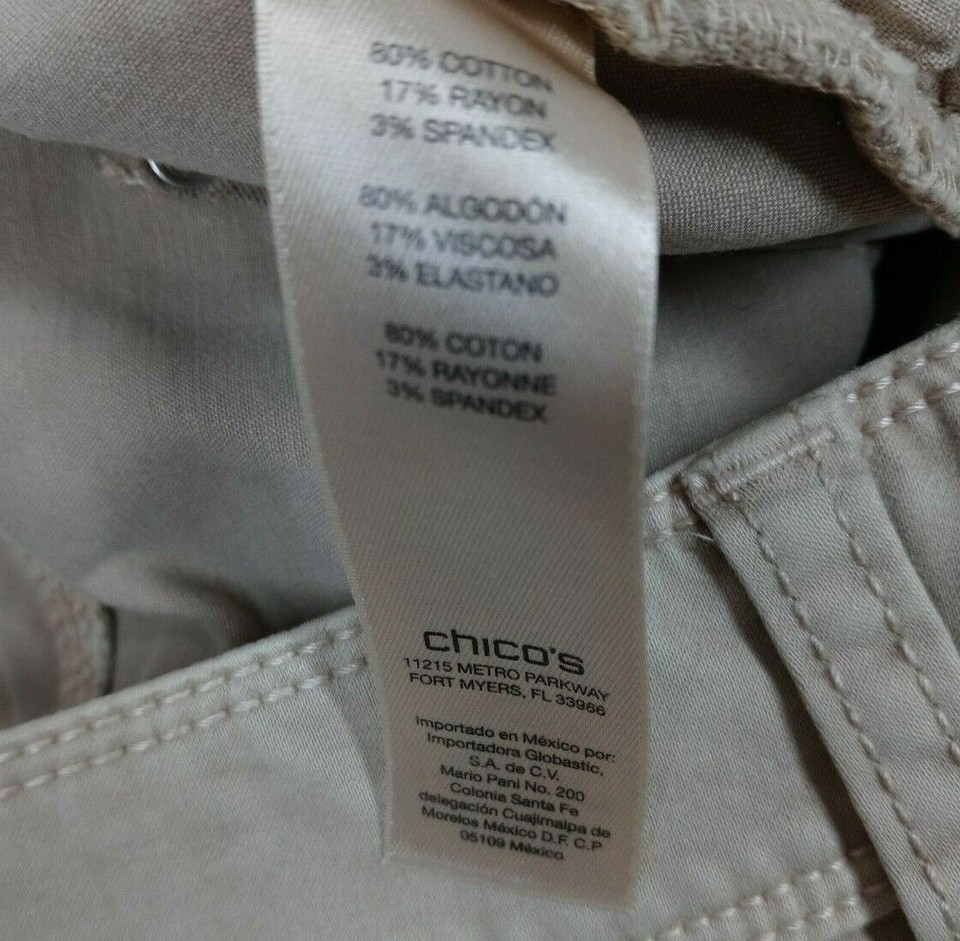 80% COTTON
17% RAYON
3% SPANDEX
80% ALGODÓN
17% VISCOSA
3% ELASTANO
80% COTON
17% RAYONNE
3% SPANDEX
chico's
11215 METRO PARKWAY
FORT MYERS, FL 33966
Importado en México por:
Importadora Globastic,
S.A. de C.V.
Mario Pani No. 200
Colonia Santa Fe
delegación Cuajimalpa de
Morelos México D.F. C.P
05109 México